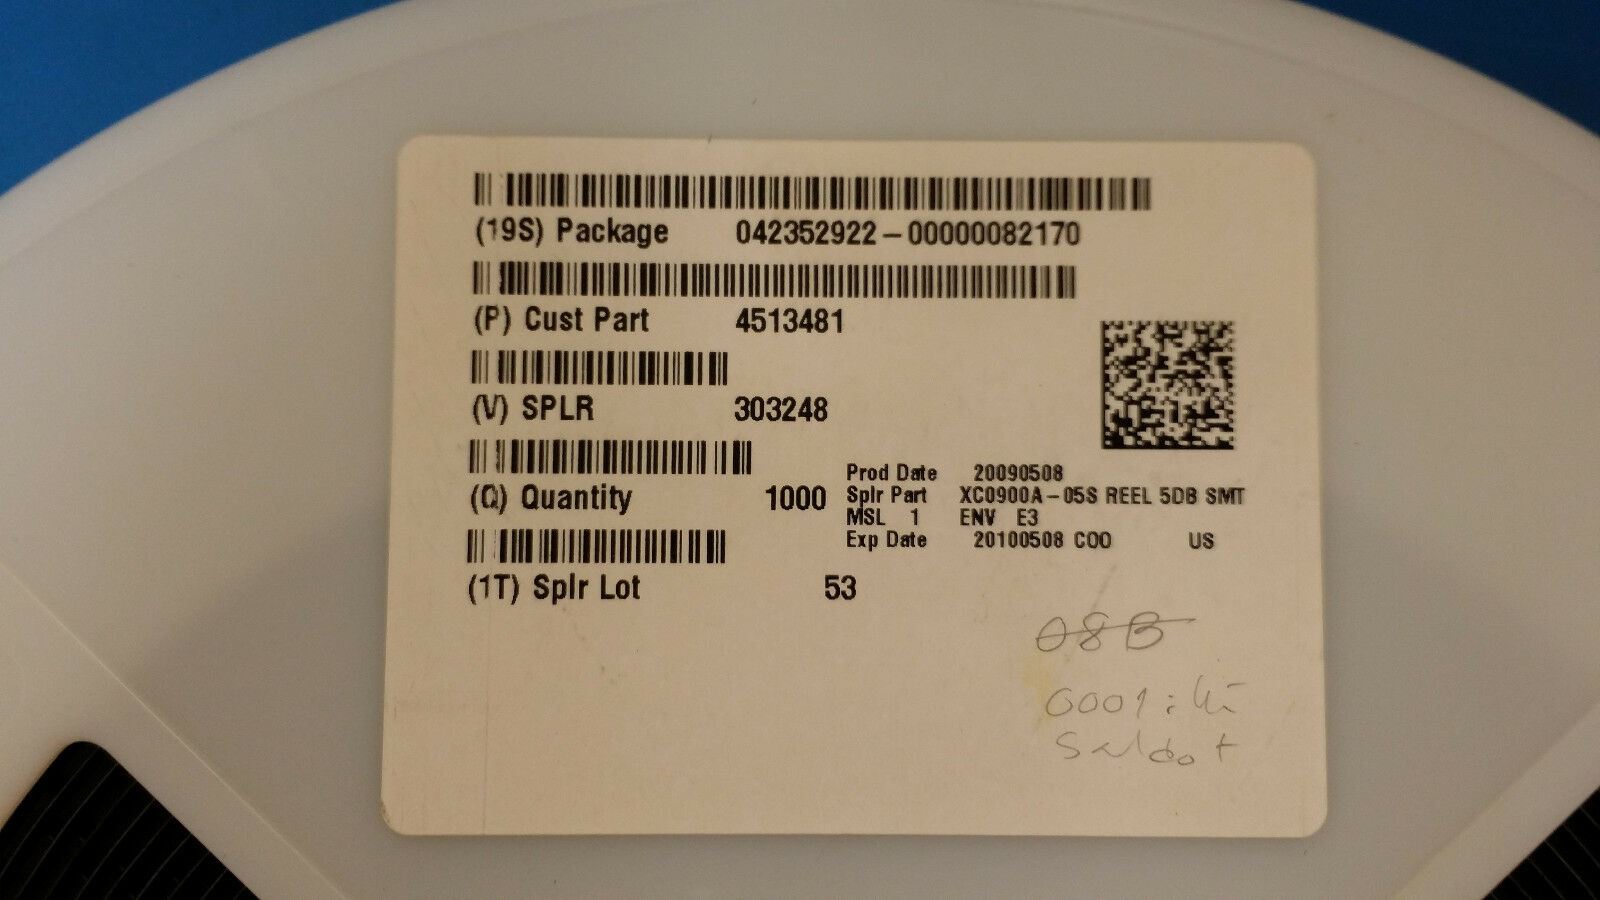 (19S) Package 042352922-00000082170
(P) Cust Part 4513481
(V) SPLR 303248
(Q) Quantity 1000
Prod Date 20090508
Splr Part XC0900A-05S REEL 5DB SMT
MSL 1 ENV E3
Exp Date 20100508 COO US
(1T) Splr Lot 53
08B